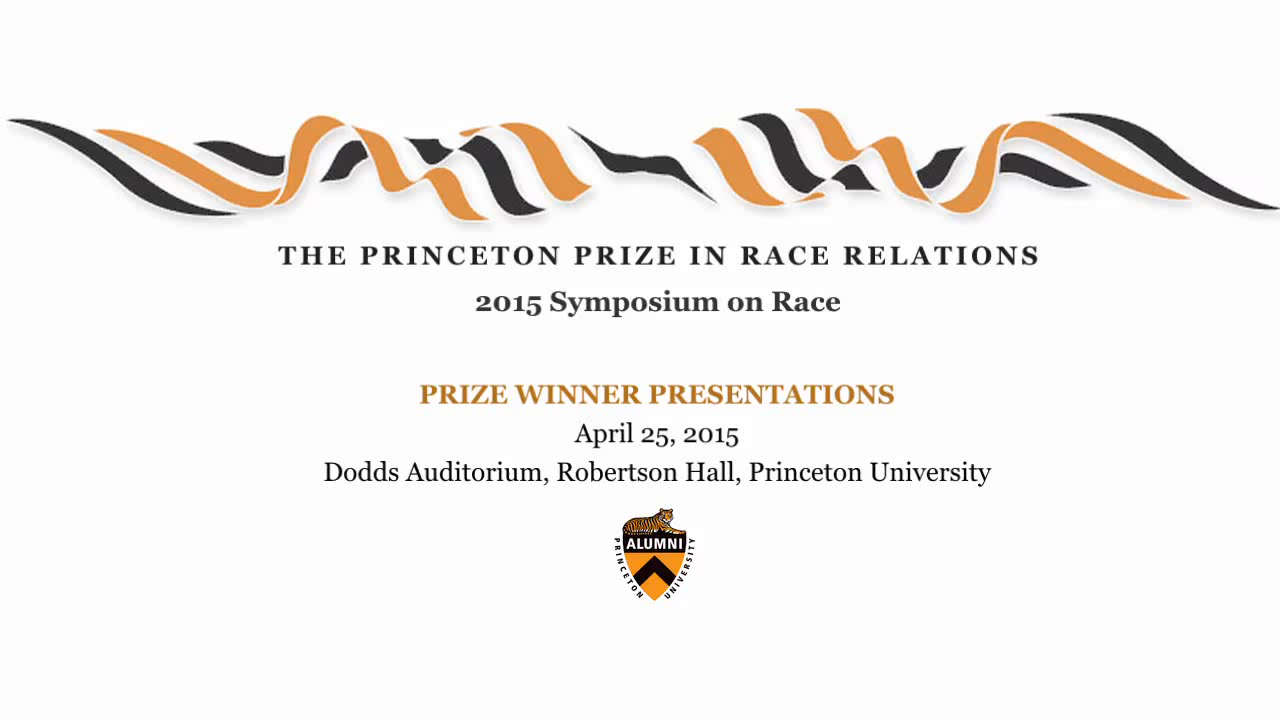 THE PRINCETON PRIZE IN RACE RELATIONS
2015 Symposium on Race
PRIZE WINNER PRESENTATIONS
April 25, 2015
Dodds Auditorium, Robertson Hall, Princeton University
ALUMNI
PRINCETON UNIVERSITY